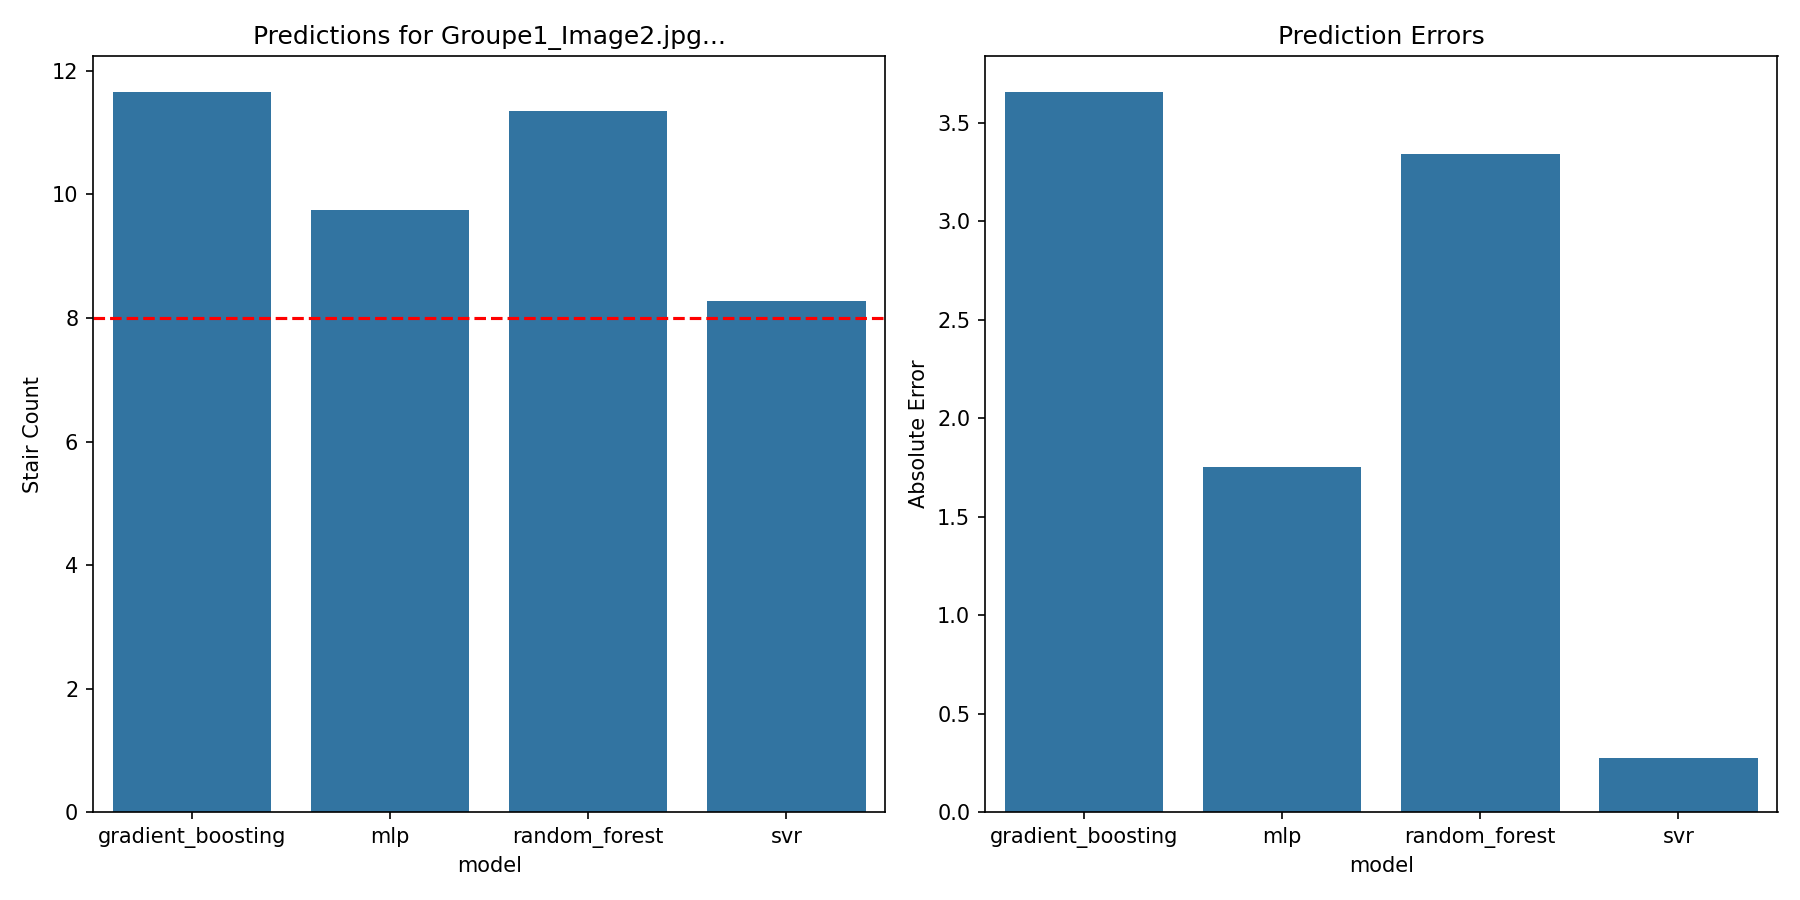 Predictions for Groupe1_Image2.jpg...
12
10
8
6
4
2
0
Stair Count
gradient_boosting mlp random_forest svr
model
Prediction Errors
3.5
3.0
2.5
2.0
1.5
1.0
0.5
0.0
Absolute Error
gradient_boosting mlp random_forest svr
model